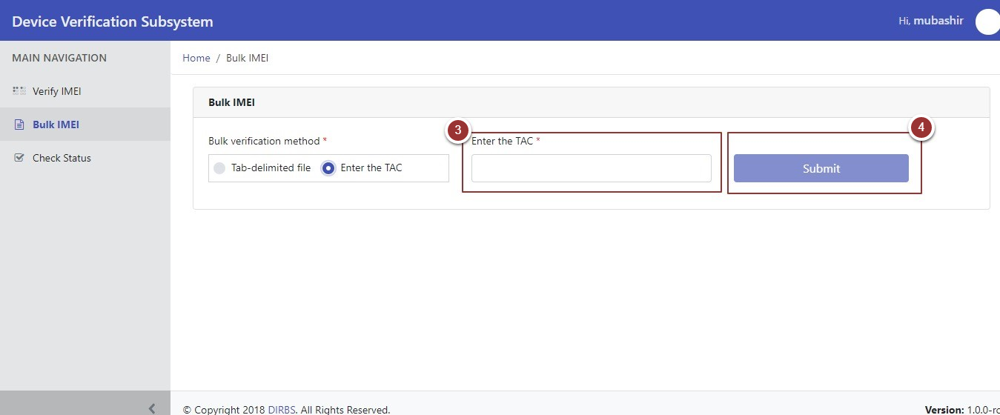 Device Verification Subsystem
Hi, mubashir
MAIN NAVIGATION
Home / Bulk IMEI
Verify IMEI
Bulk IMEI
Check Status
Bulk IMEI
3
4
Bulk verification method *
Enter the TAC *
Tab-delimited file
Enter the TAC
Submit
© Copyright 2018 DIRBS. All Rights Reserved.
Version: 1.0.0-rc